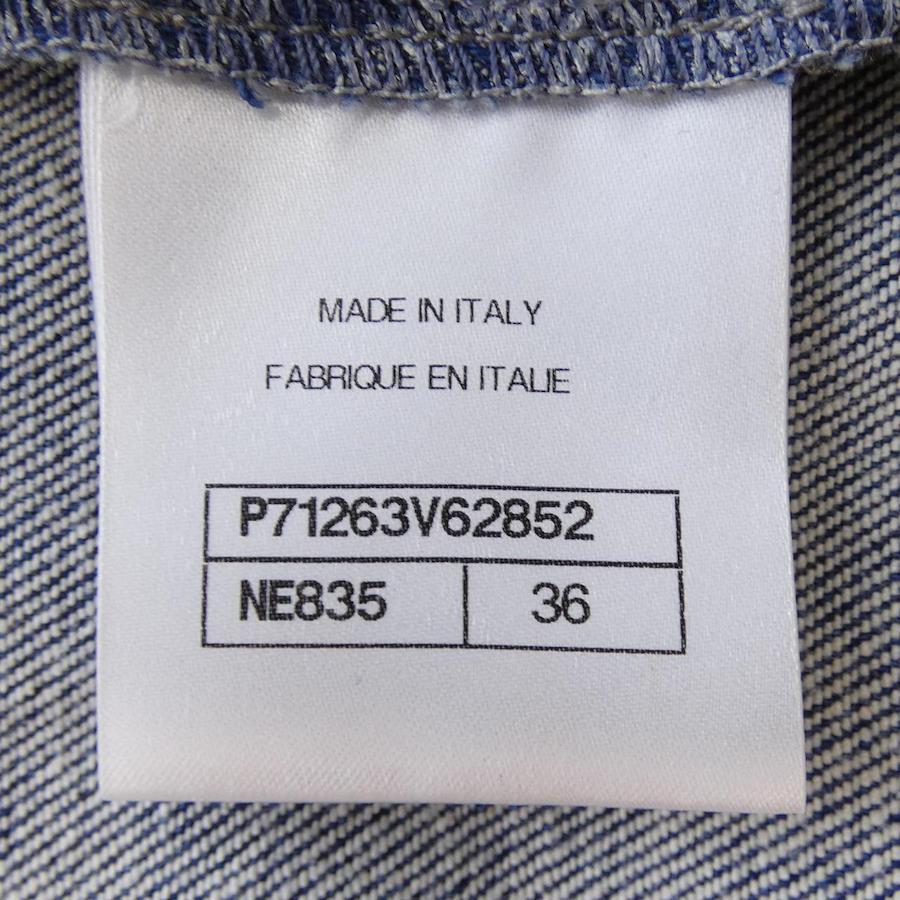 MADE IN ITALY
FABRIQUE EN ITALIE
P71263V62852
NE835 36